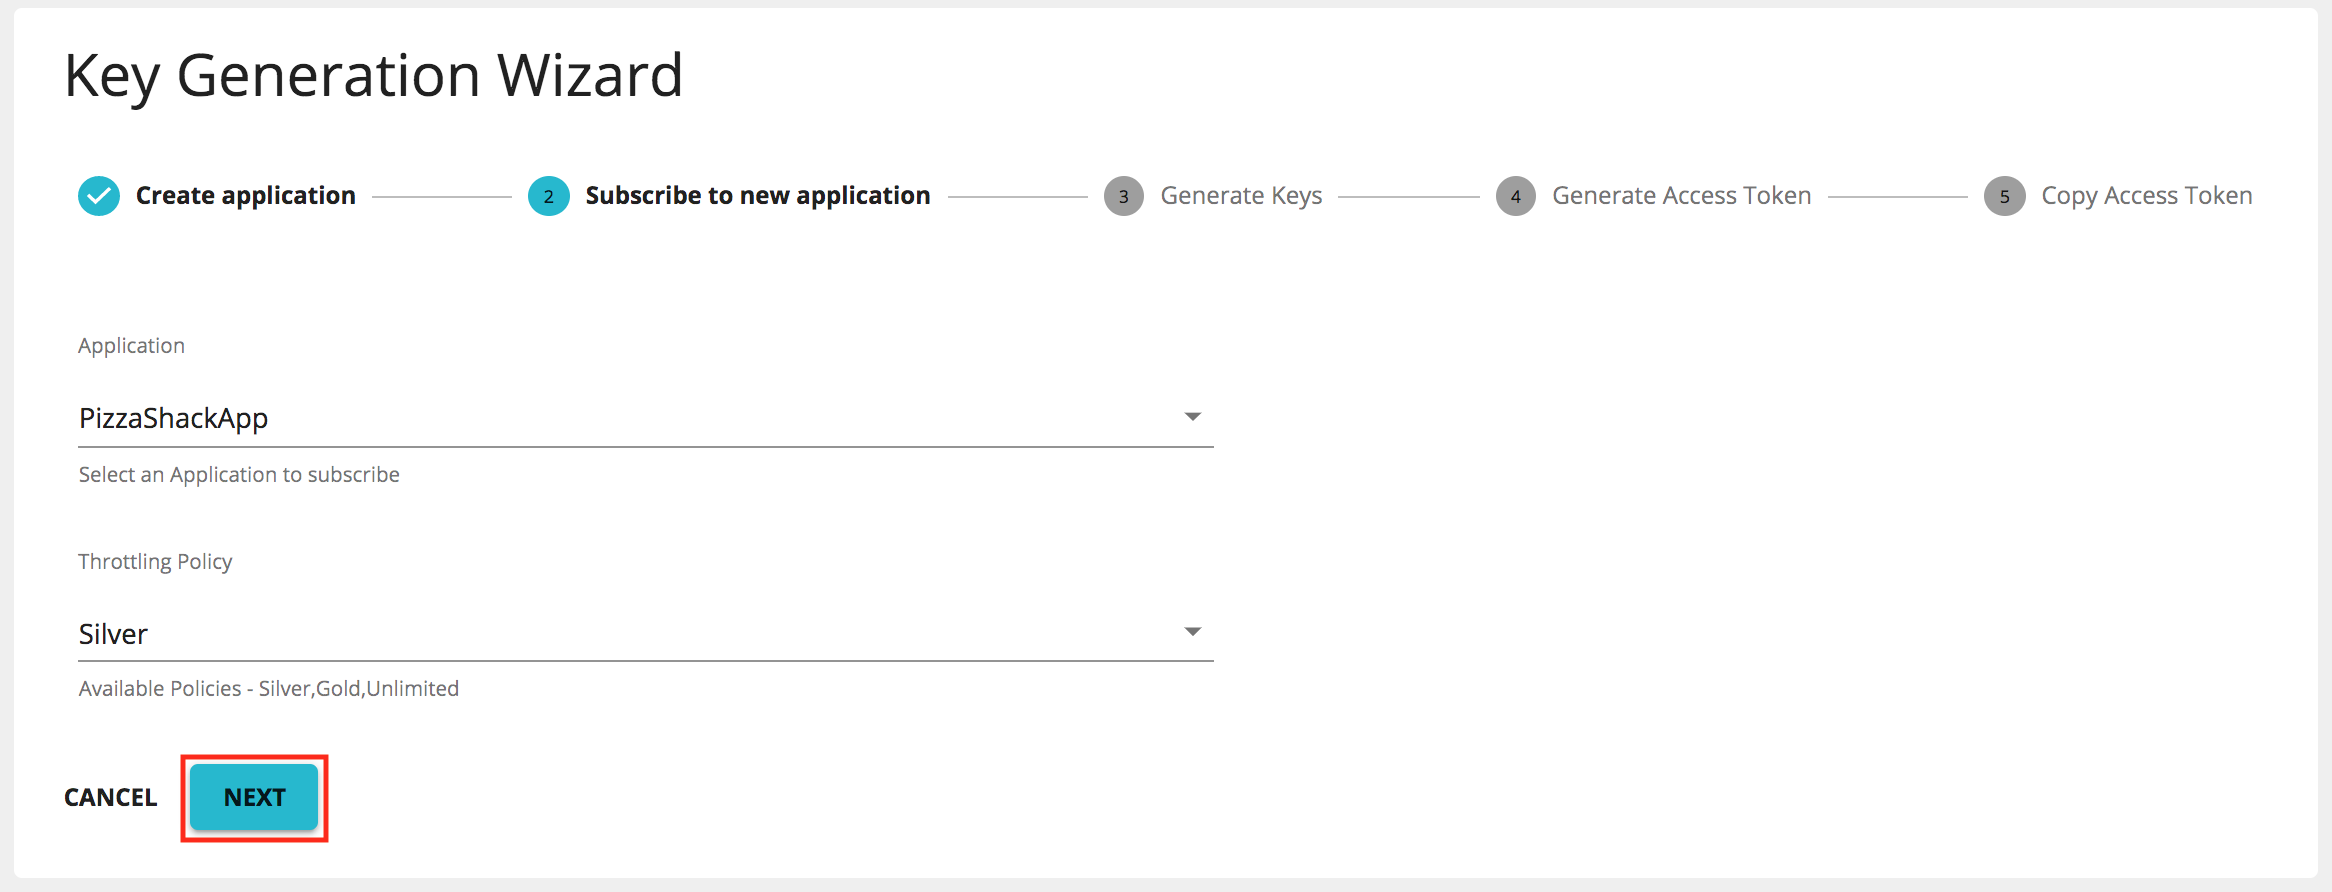 Key Generation Wizard
Create application 2 Subscribe to new application 3 Generate Keys 4 Generate Access Token 5 Copy Access Token
Application
PizzaShackApp
Select an Application to subscribe
Throttling Policy
Silver
Available Policies - Silver,Gold,Unlimited
CANCEL NEXT